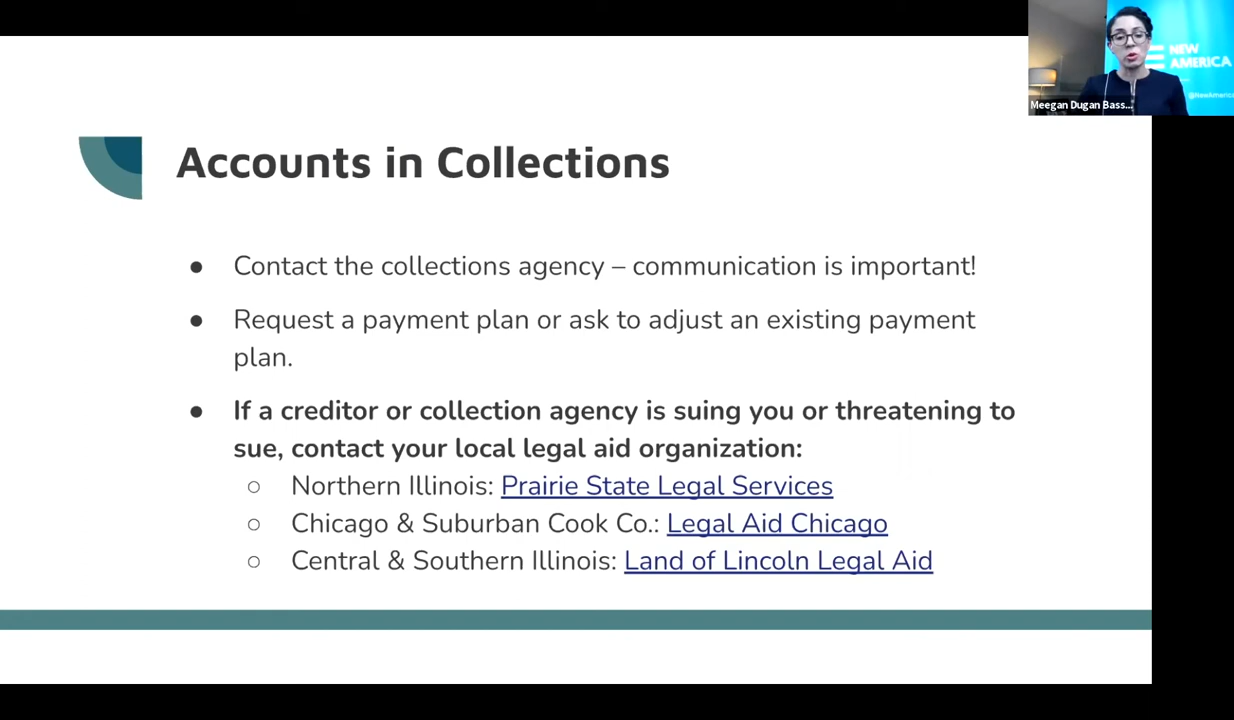 NEW
AMERICA
@NewAmerica
Meegan Dugan Bass...
Accounts in Collections
● Contact the collections agency – communication is important!
● Request a payment plan or ask to adjust an existing payment
plan.
● If a creditor or collection agency is suing you or threatening to
sue, contact your local legal aid organization:
○ Northern Illinois: Prairie State Legal Services
○ Chicago & Suburban Cook Co.: Legal Aid Chicago
○ Central & Southern Illinois: Land of Lincoln Legal Aid